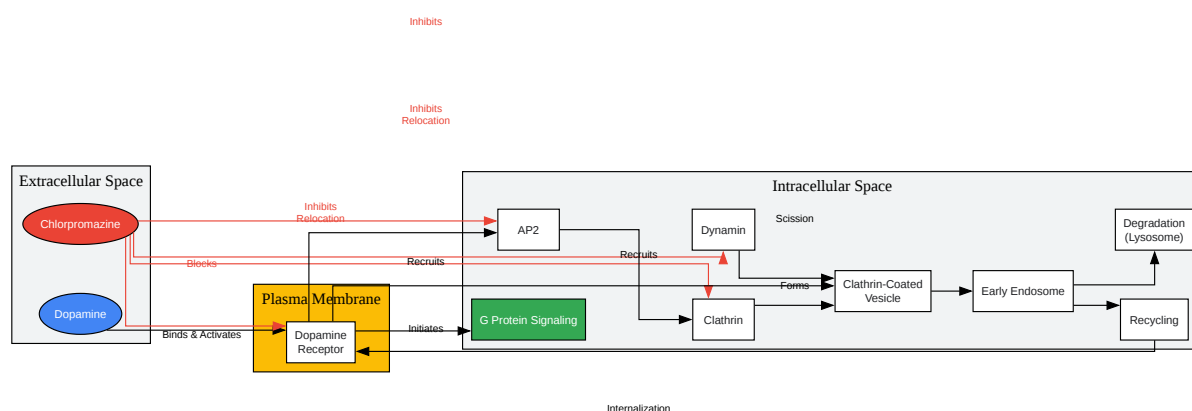 Inhibits
Inhibits
Relocation
Extracellular Space
Intracellular Space
Chlorpromazine
Inhibits
Relocation
AP2
Dynamin
Scission
Degradation
(Lysosome)
Blocks
Recruits
Recruits
Plasma Membrane
Forms
Clathrin-Coated
Vesicle
Early Endosome
Dopamine
Binds & Activates
Dopamine
Receptor
Initiates
G Protein Signaling
Clathrin
Recycling
Internalization